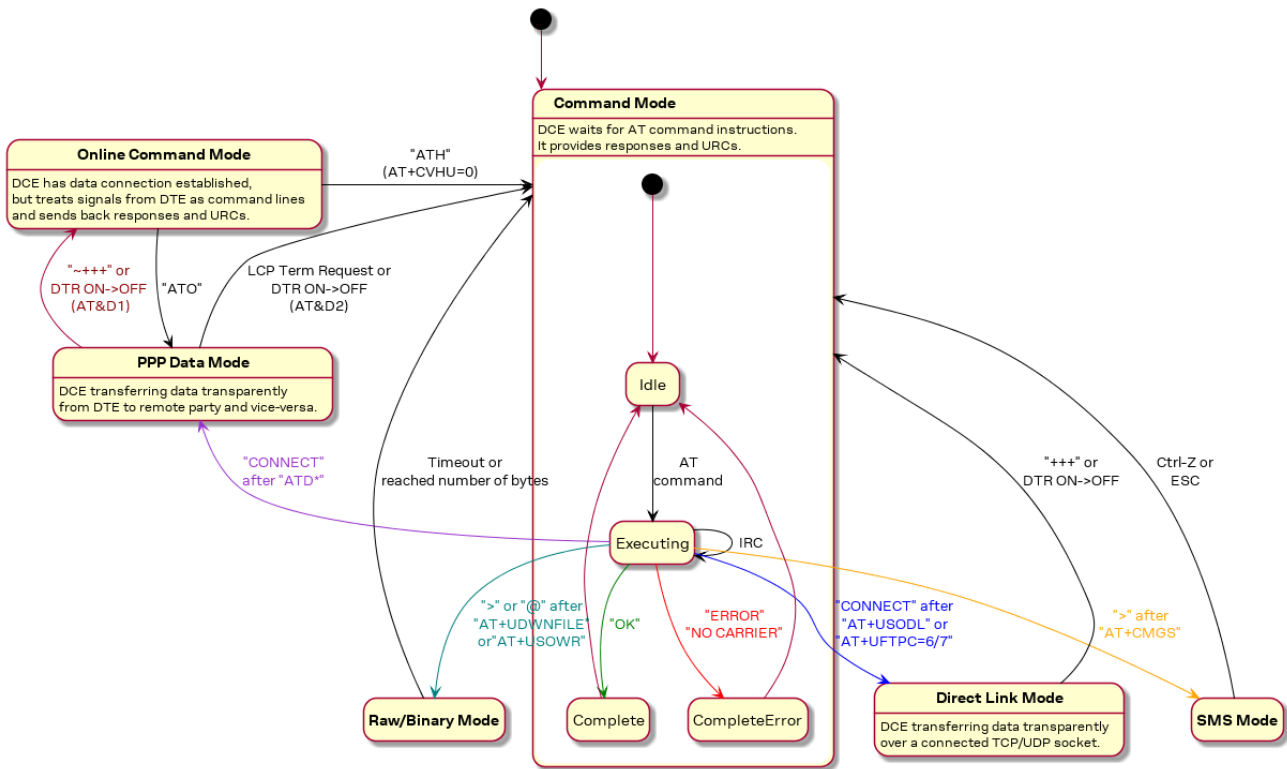 Command Mode
DCE waits for AT command instructions.
It provides responses and URCs.
Online Command Mode
DCE has data connection established,
but treats signals from DTE as command lines
and sends back responses and URCs.
"ATH"
(AT+CVHU=0)
"~+++" or
DTR ON->OFF
(AT&D1)
"ATO"
LCP Term Request or
DTR ON->OFF
(AT&D2)
PPP Data Mode
DCE transferring data transparently
from DTE to remote party and vice-versa.
Idle
"CONNECT"
after "ATD*"
Timeout or
reached number of bytes
AT
command
"+++" or
DTR ON->OFF
Ctrl-Z or
ESC
Executing
IRC
">" or "@" after
"AT+UDWNFILE"
or"AT+USOWR"
"OK"
"ERROR"
"NO CARRIER"
"CONNECT" after
"AT+USODL" or
"AT+UFTPC=6/7"
">" after
"AT+CMGS"
Raw/Binary Mode
Complete
CompleteError
Direct Link Mode
DCE transferring data transparently
over a connected TCP/UDP socket.
SMS Mode